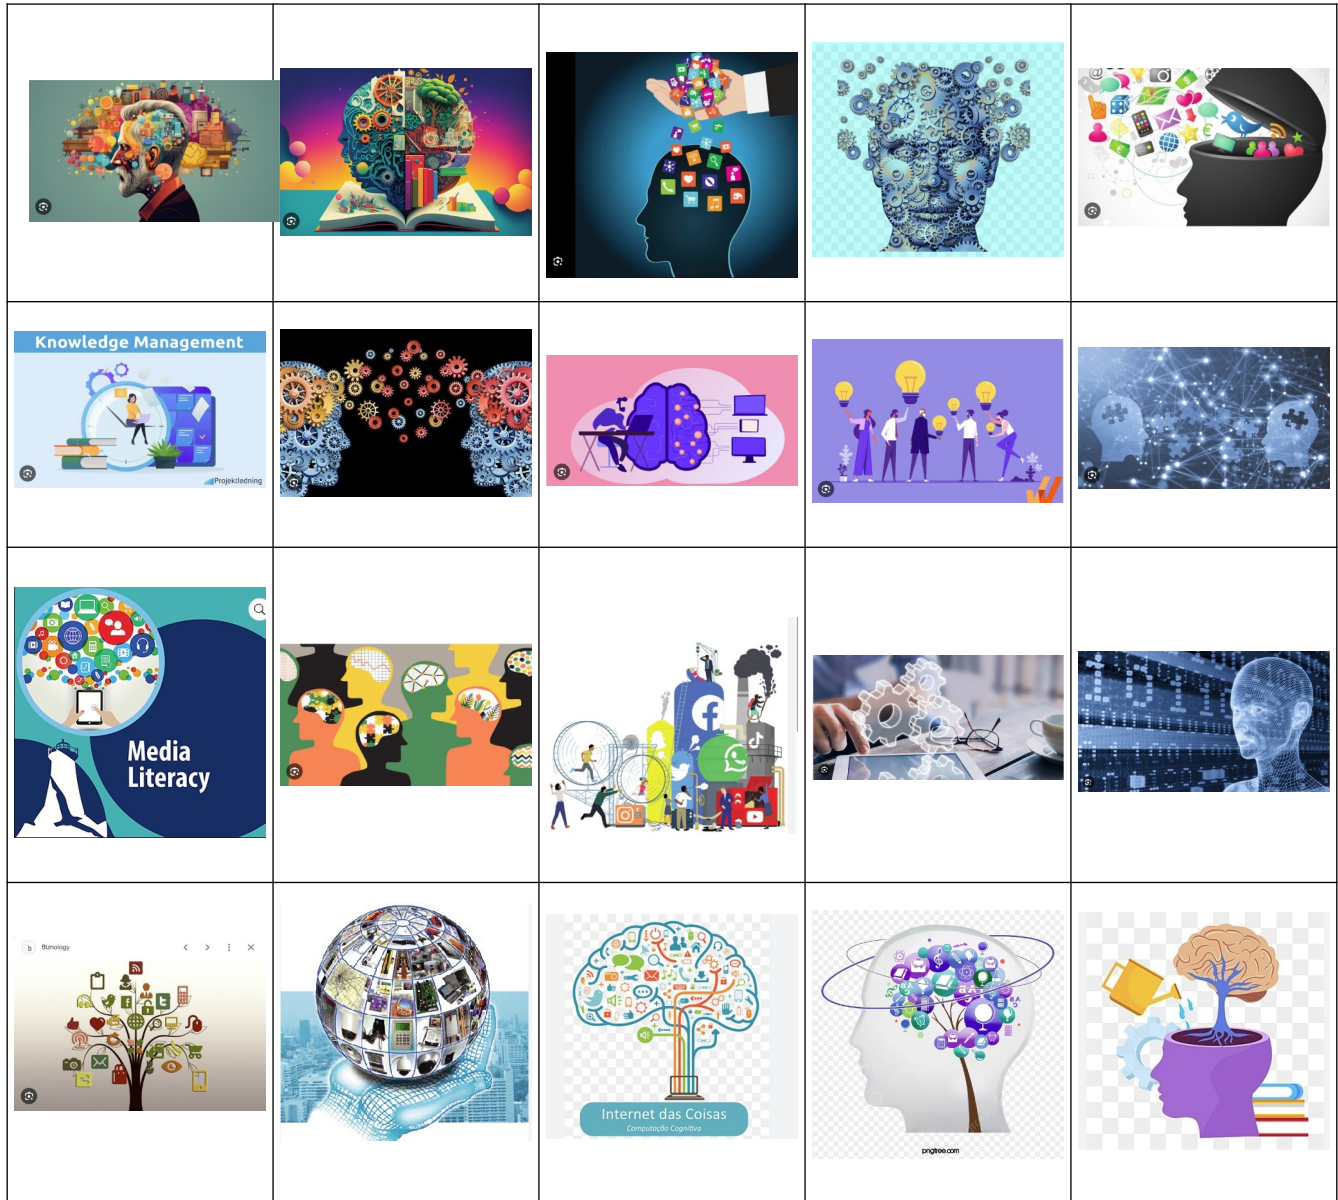 Knowledge Management
Projektledning
Media
Literacy
b Biznology
Internet das Coisas
Computação Cognitiva
pngtree.com